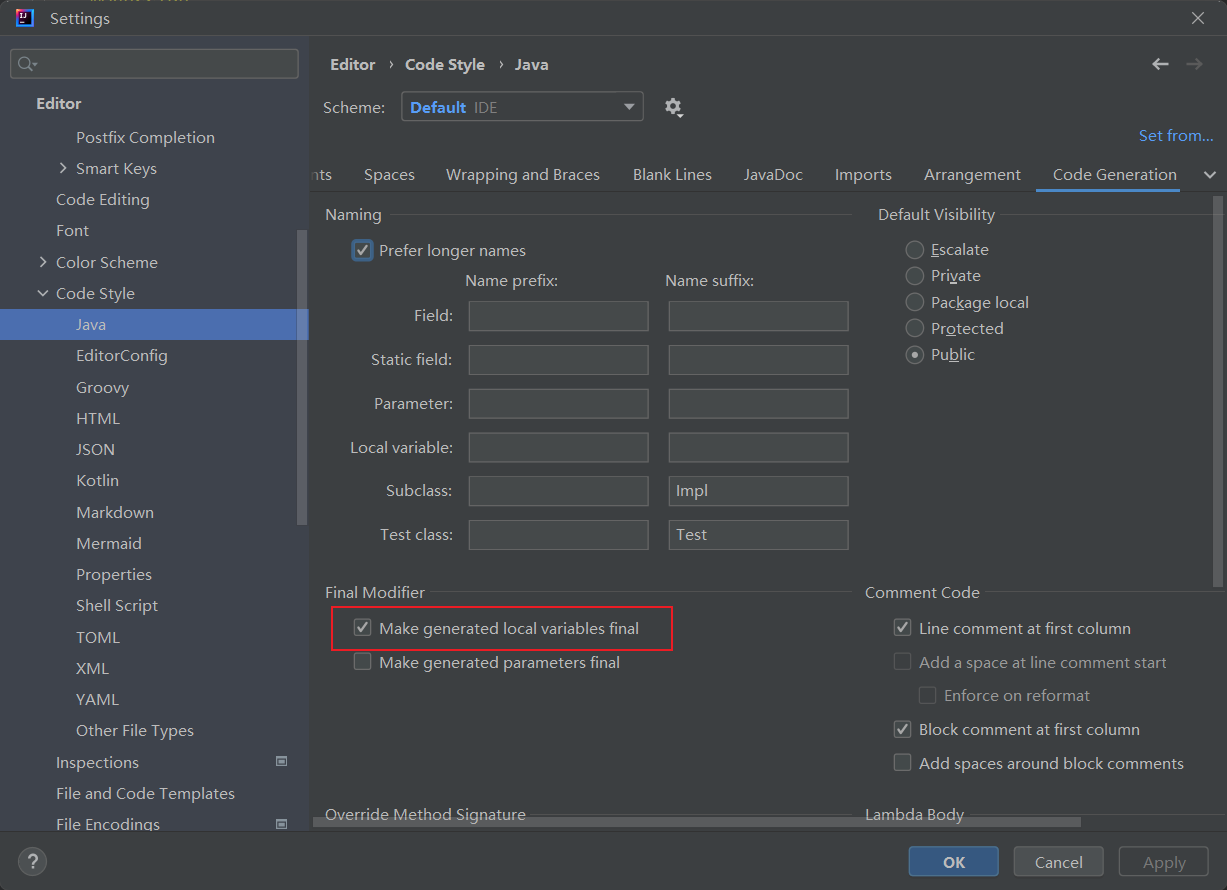 Settings
Editor
Postfix Completion
Smart Keys
Code Editing
Font
Color Scheme
Code Style
Java
EditorConfig
Groovy
HTML
JSON
Kotlin
Markdown
Mermaid
Properties
Shell Script
TOML
XML
YAML
Other File Types
Inspections
File and Code Templates
File Encodings
Editor › Code Style › Java
Scheme: Default IDE
Set from...
nts Spaces Wrapping and Braces Blank Lines JavaDoc Imports Arrangement Code Generation
Naming
Prefer longer names
Name prefix: Name suffix:
Field:
Static field:
Parameter:
Local variable:
Subclass: Impl
Test class: Test
Default Visibility
Escalate
Private
Package local
Protected
Public
Final Modifier
Make generated local variables final
Make generated parameters final
Comment Code
Line comment at first column
Add a space at line comment start
Enforce on reformat
Block comment at first column
Add spaces around block comments
Override Method Signature
Lambda Body
?
OK Cancel Apply